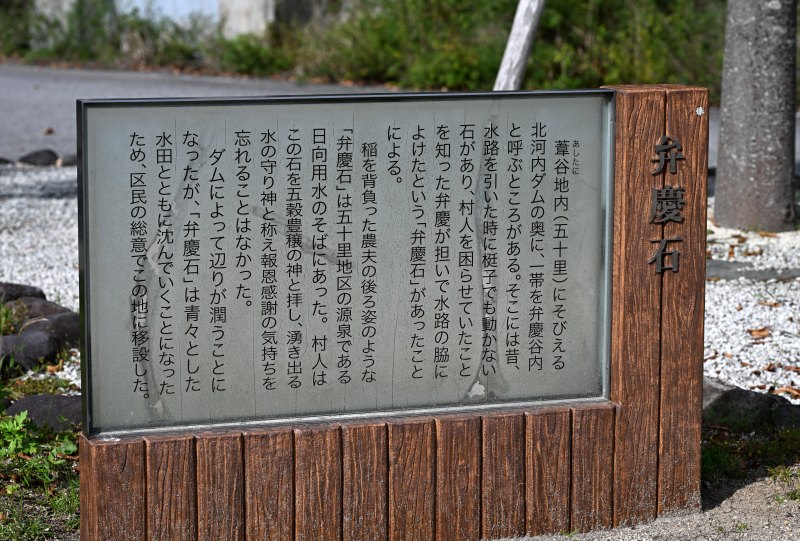 弁慶石
葦谷地内(五十里)にそびえる
あしたに
北河内ダムの奥に、一帯を弁慶谷内
と呼ぶところがある。そこには昔、
水路を引いた時に梃子でも動かない
石があり、村人を困らせていたこと
を知った弁慶が担いで水路の脇に
よけたという「弁慶石」があったこと
による。
稲を背負った農夫の後ろ姿のような
「弁慶石」は五十里地区の源泉である
日向用水のそばにあった。村人は
この石を五穀豊穣の神と拝し、湧き出る
水の守り神と称え報恩感謝の気持ちを
忘れることはなかった。
ダムによって辺りが潤うことに
なったが、「弁慶石」は青々とした
水田とともに沈んでいくことになった
ため、区民の総意でこの地に移設した。